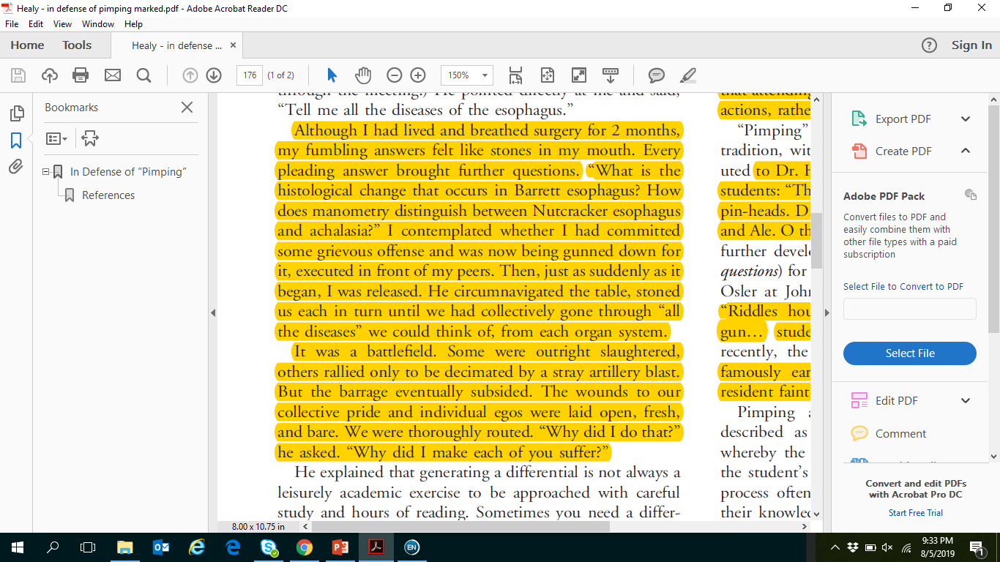 Healy - in defense of pimping marked.pdf - Adobe Acrobat Reader DC
File Edit View Window Help
Home Tools Healy - in defense ... × Sign In
176 (1 of 2) 150%
Bookmarks
In Defense of “Pimping”
References
through the meeting.) He pointed directly at me and said,
“Tell me all the diseases of the esophagus.”
Although I had lived and breathed surgery for 2 months,
my fumbling answers felt like stones in my mouth. Every
pleading answer brought further questions. “What is the
histological change that occurs in Barrett esophagus? How
does manometry distinguish between Nutcracker esophagus
and achalasia?” I contemplated whether I had committed
some grievous offense and was now being gunned down for
it, executed in front of my peers. Then, just as suddenly as it
began, I was released. He circumnavigated the table, stoned
us each in turn until we had collectively gone through “all
the diseases” we could think of, from each organ system.
It was a battlefield. Some were outright slaughtered,
others rallied only to be decimated by a stray artillery blast.
But the barrage eventually subsided. The wounds to our
collective pride and individual egos were laid open, fresh,
and bare. We were thoroughly routed. “Why did I do that?”
he asked. “Why did I make each of you suffer?”
He explained that generating a differential is not always a
leisurely academic exercise to be approached with careful
study and hours of reading. Sometimes you need a differ-
that attending
actions, rathe
“Pimping”
tradition, wit
uted to Dr. H
students: “Th
pin-heads. D
and Ale. O th
further devel
questions) for
Osler at John
“Riddles hou
gun… stude
recently, the
famously ear
resident faint
Pimping a
described as
whereby the
the student’s
process often
their knowled
8.00 x 10.75 in
Export PDF
Create PDF
Adobe PDF Pack
Convert files to PDF and
easily combine them with
other file types with a paid
subscription
Select File to Convert to PDF
Select File
Edit PDF
Comment
Convert and edit PDFs
with Acrobat Pro DC
Start Free Trial
EN
9:33 PM
8/5/2019
1